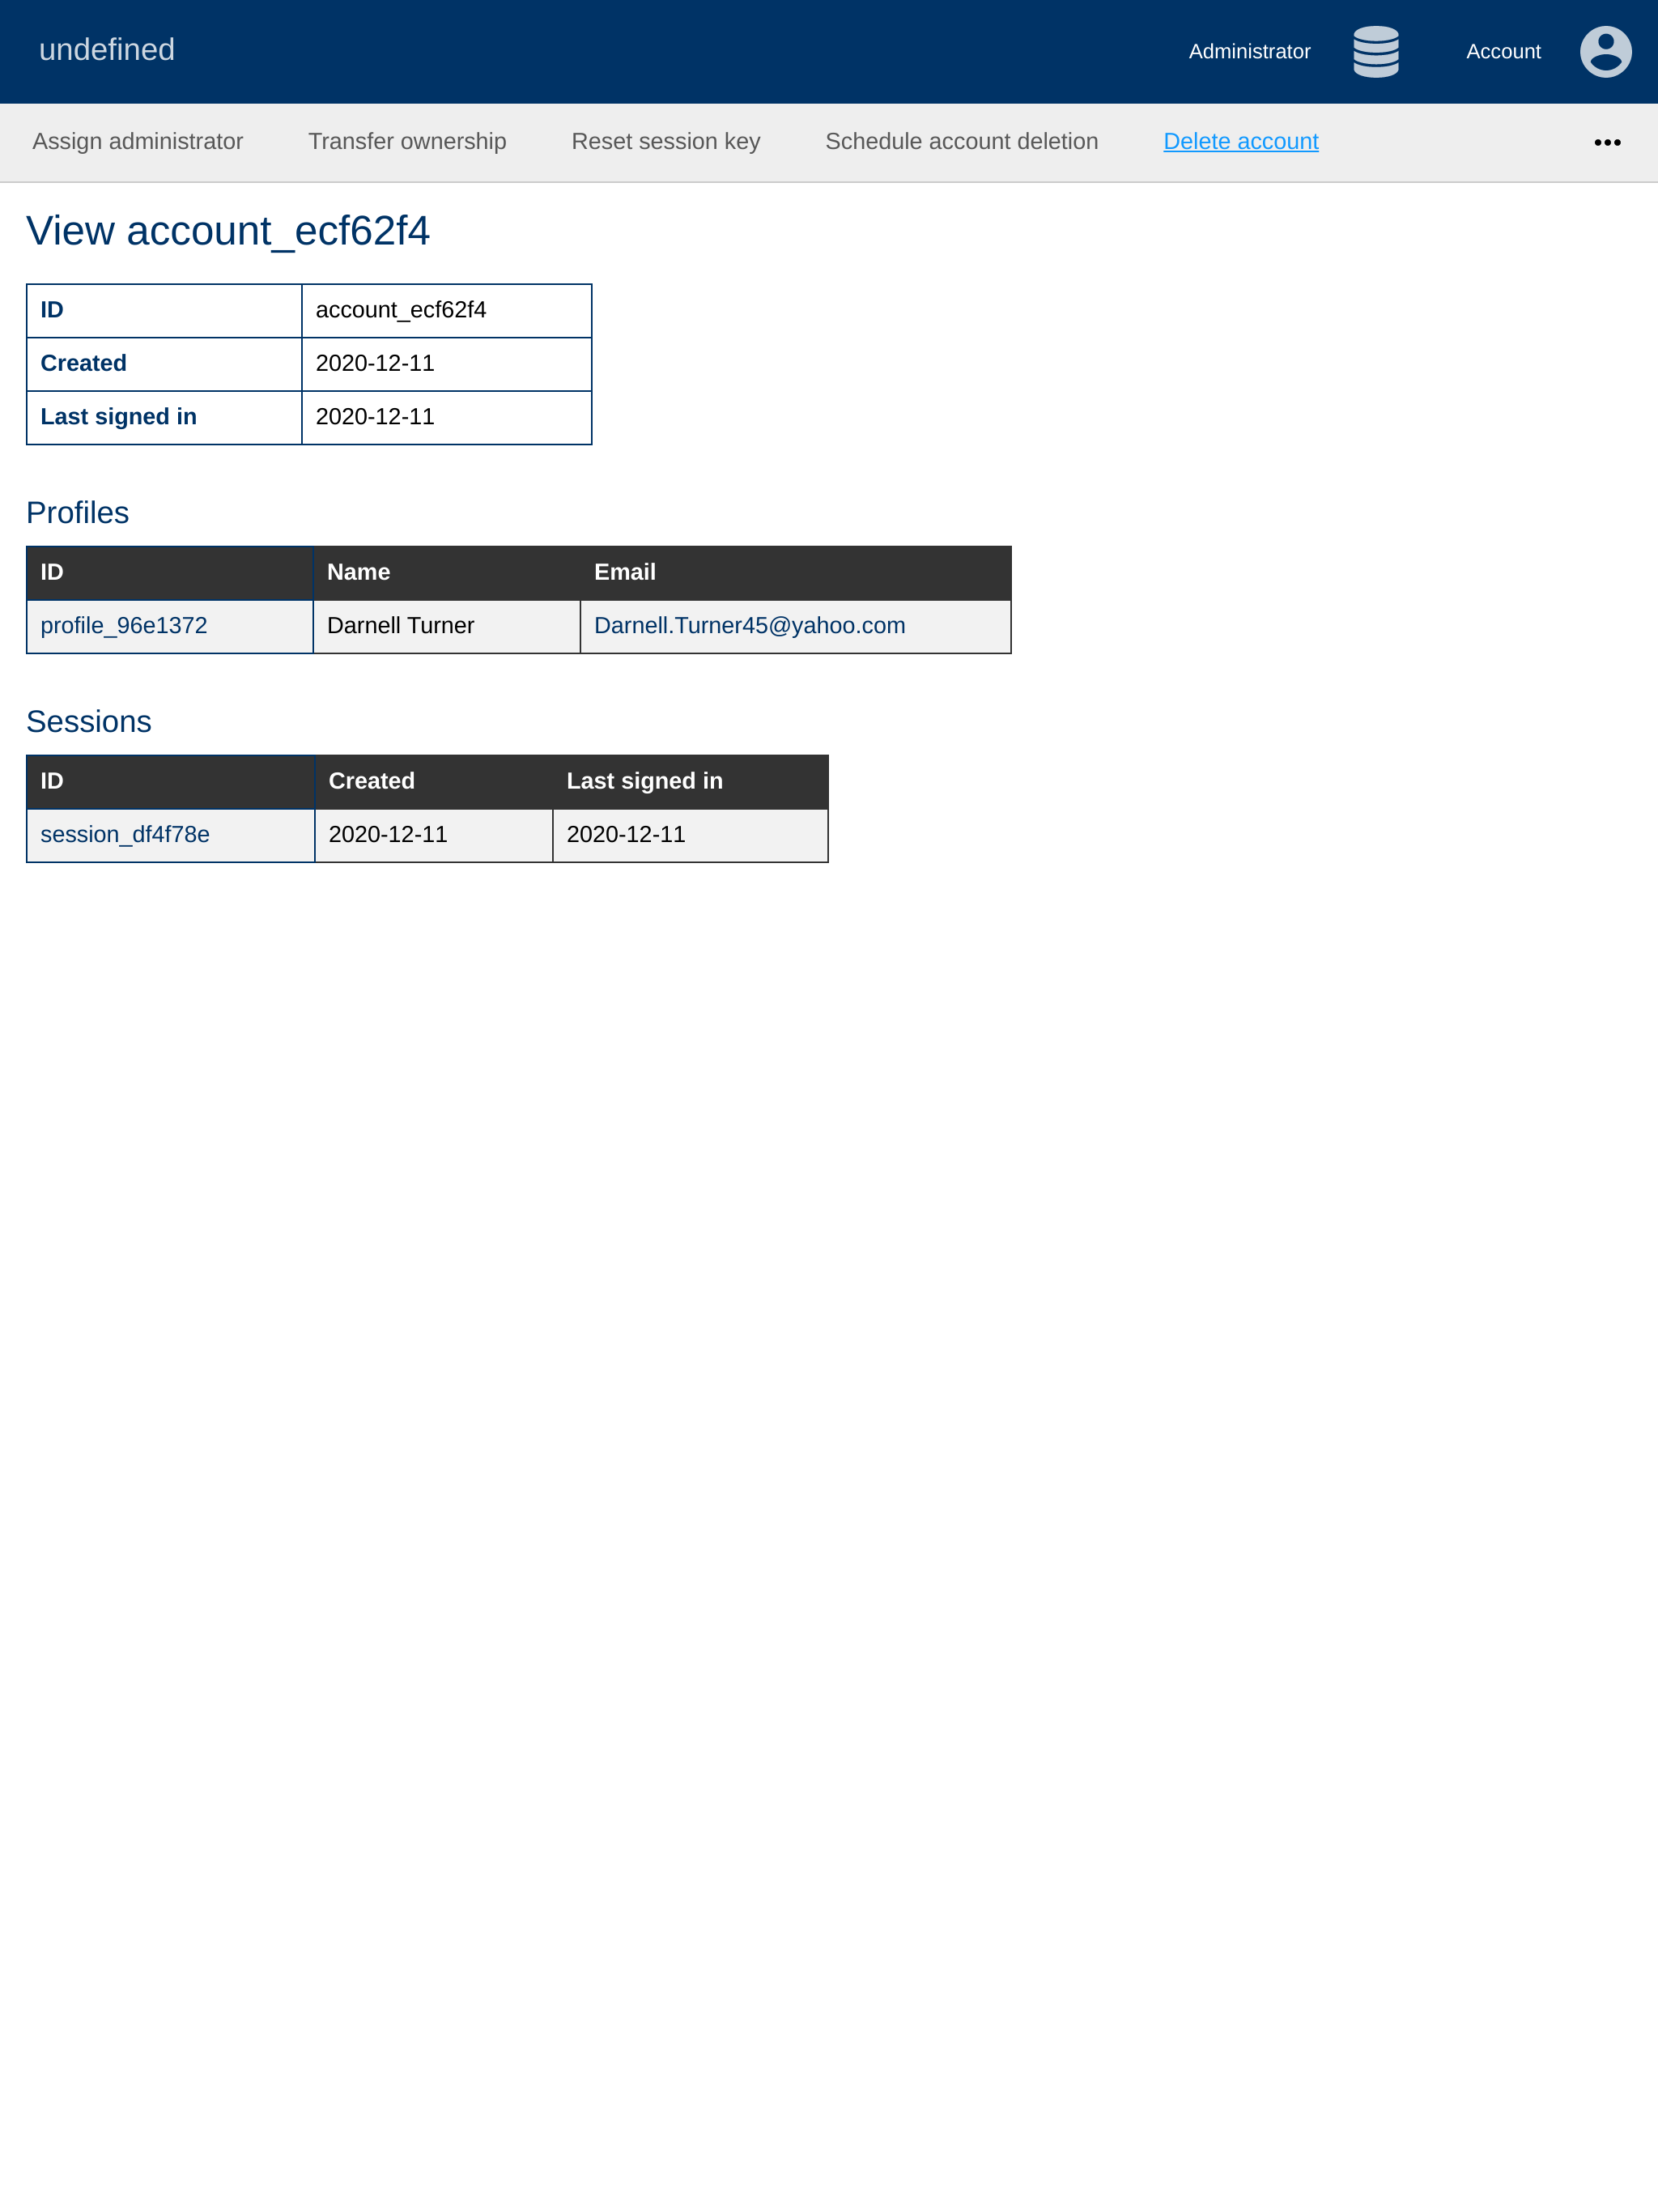 undefined
Administrator Account
Assign administrator Transfer ownership Reset session key Schedule account deletion Delete account •••
View account_ecf62f4
ID account_ecf62f4
Created 2020-12-11
Last signed in 2020-12-11
Profiles
ID Name Email
profile_96e1372 Darnell Turner Darnell.Turner45@yahoo.com
Sessions
ID Created Last signed in
session_df4f78e 2020-12-11 2020-12-11